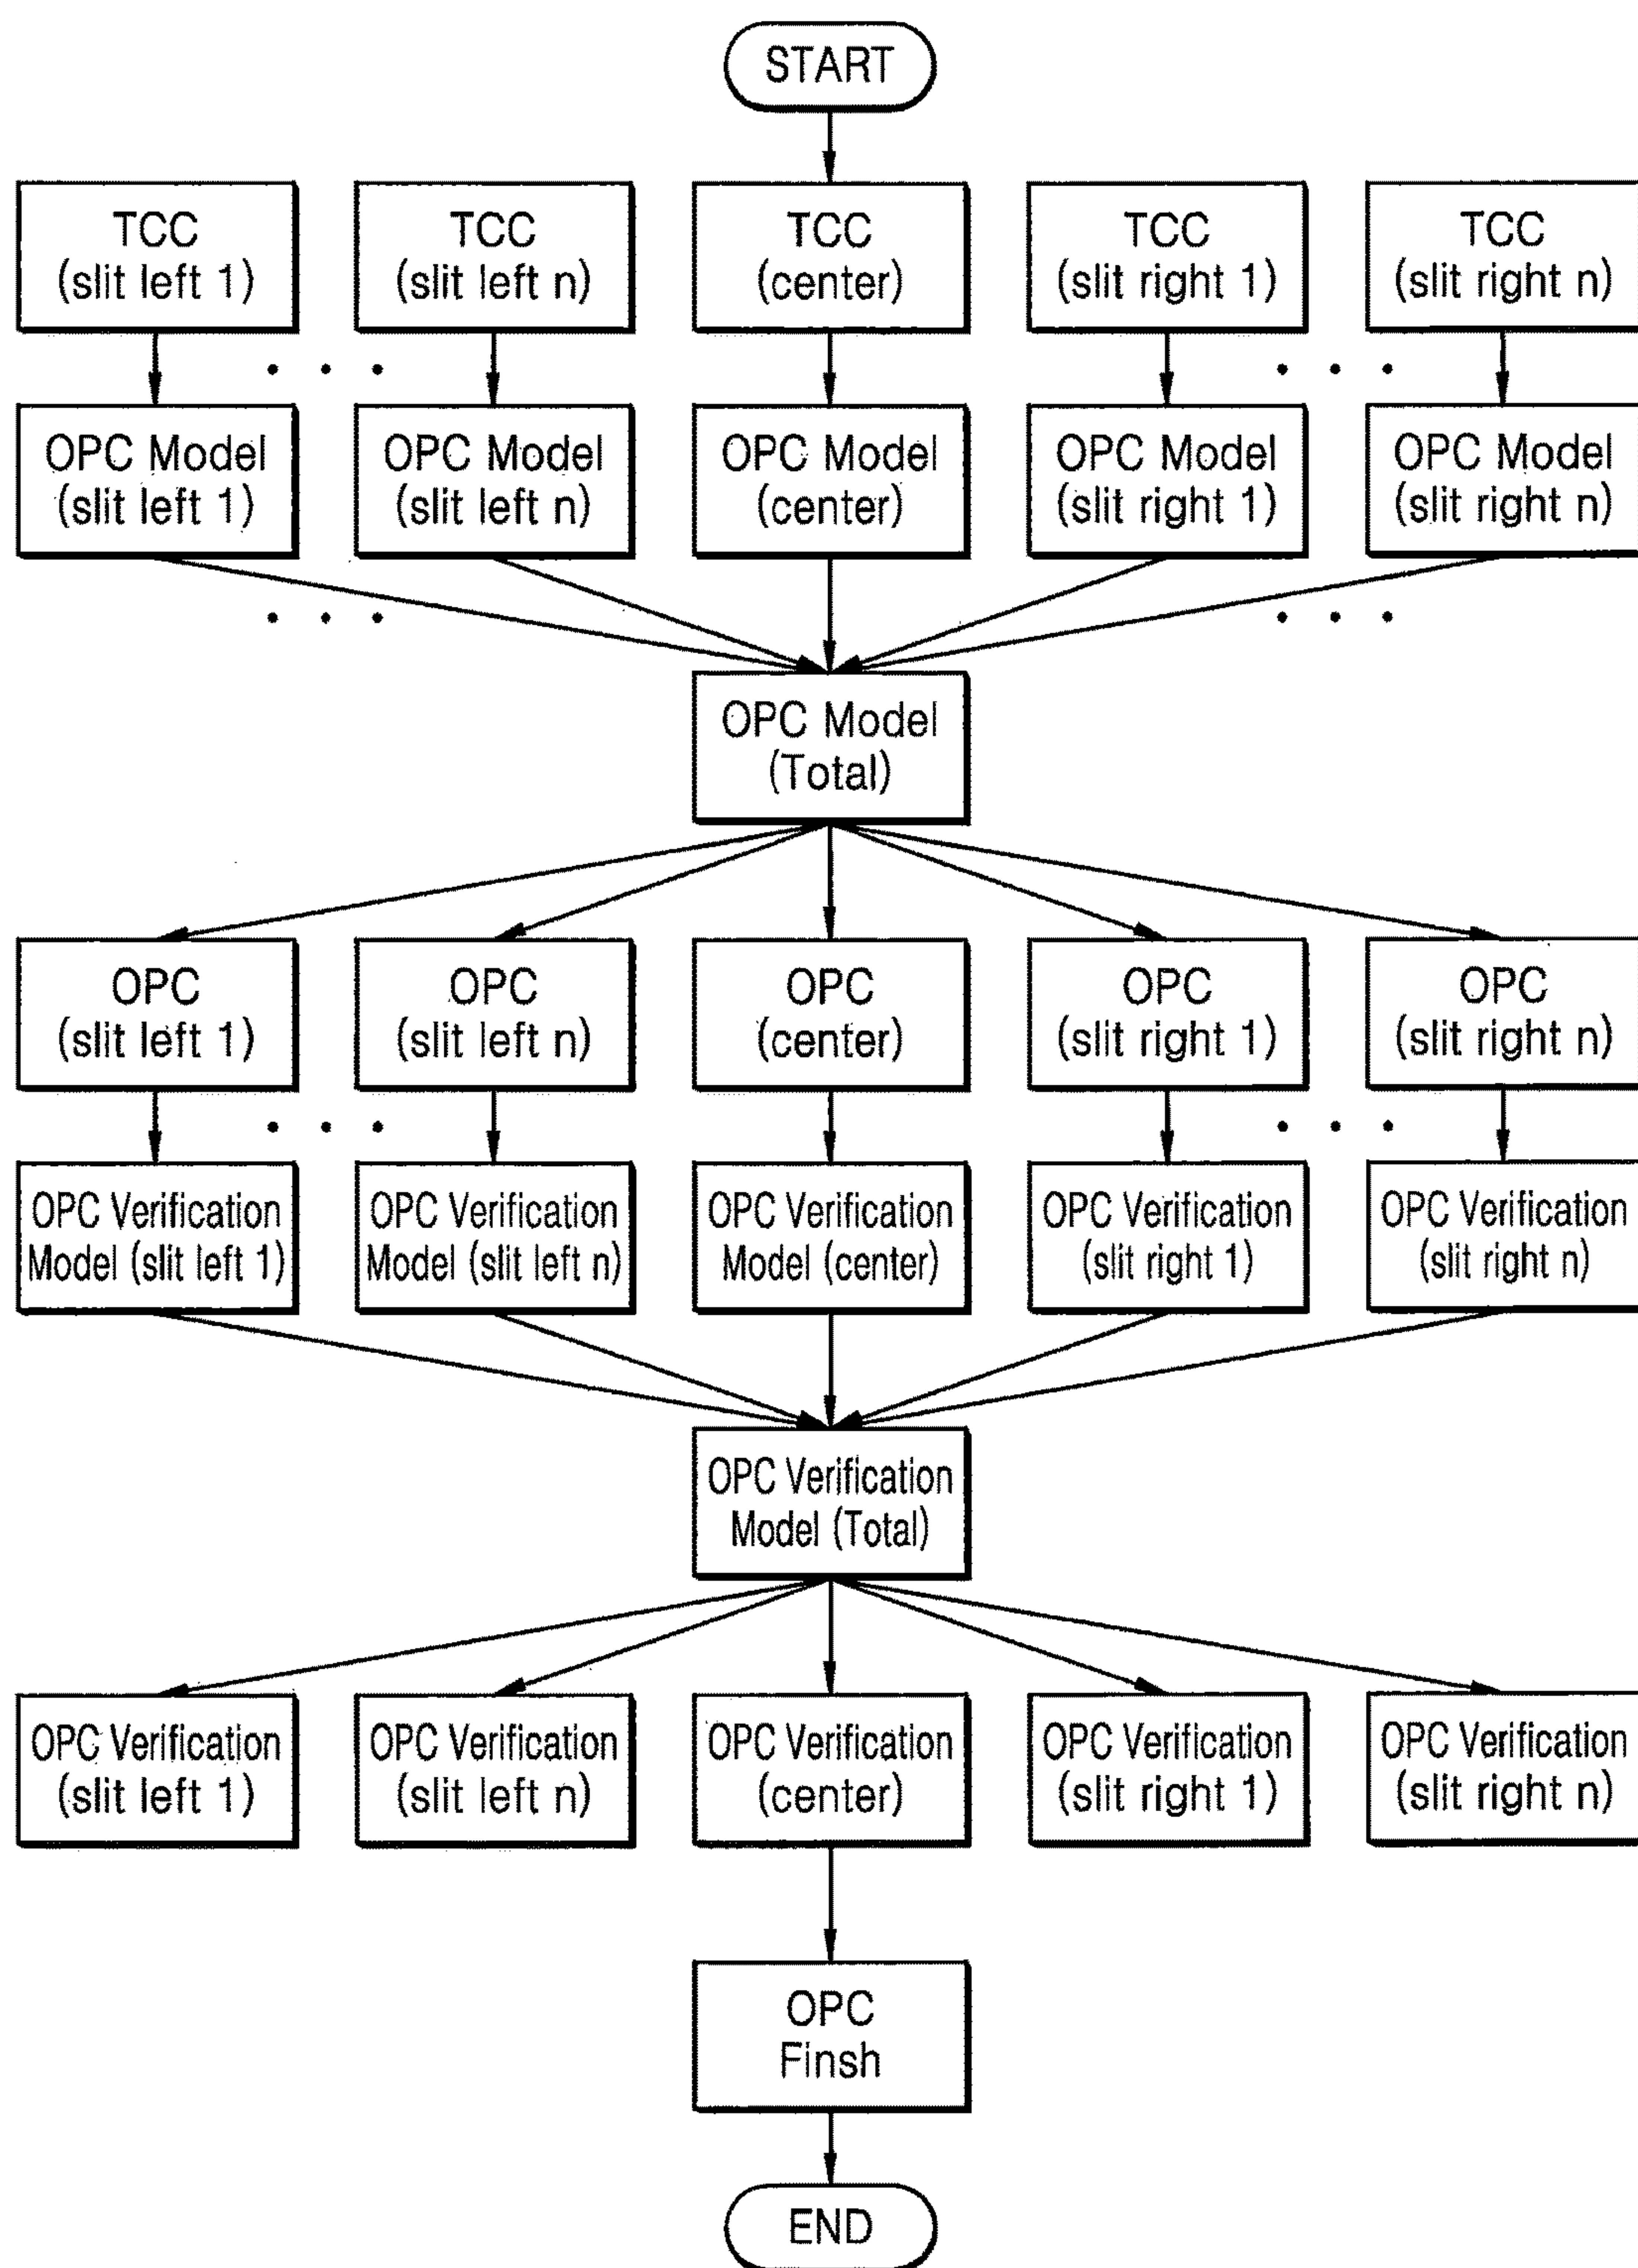 START
TCC
(slit left 1)
TCC
(slit left n)
TCC
(center)
TCC
(slit right 1)
TCC
(slit right n)
OPC Model
(slit left 1)
OPC Model
(slit left n)
OPC Model
(center)
OPC Model
(slit right 1)
OPC Model
(slit right n)
OPC Model
(Total)
OPC
(slit left 1)
OPC
(slit left n)
OPC
(center)
OPC
(slit right 1)
OPC
(slit right n)
OPC Verification
Model (slit left 1)
OPC Verification
Model (slit left n)
OPC Verification
Model (center)
OPC Verification
(slit right 1)
OPC Verification
(slit right n)
OPC Verification
Model (Total)
OPC Verification
(slit left 1)
OPC Verification
(slit left n)
OPC Verification
(center)
OPC Verification
(slit right 1)
OPC Verification
(slit right n)
OPC
Finsh
END